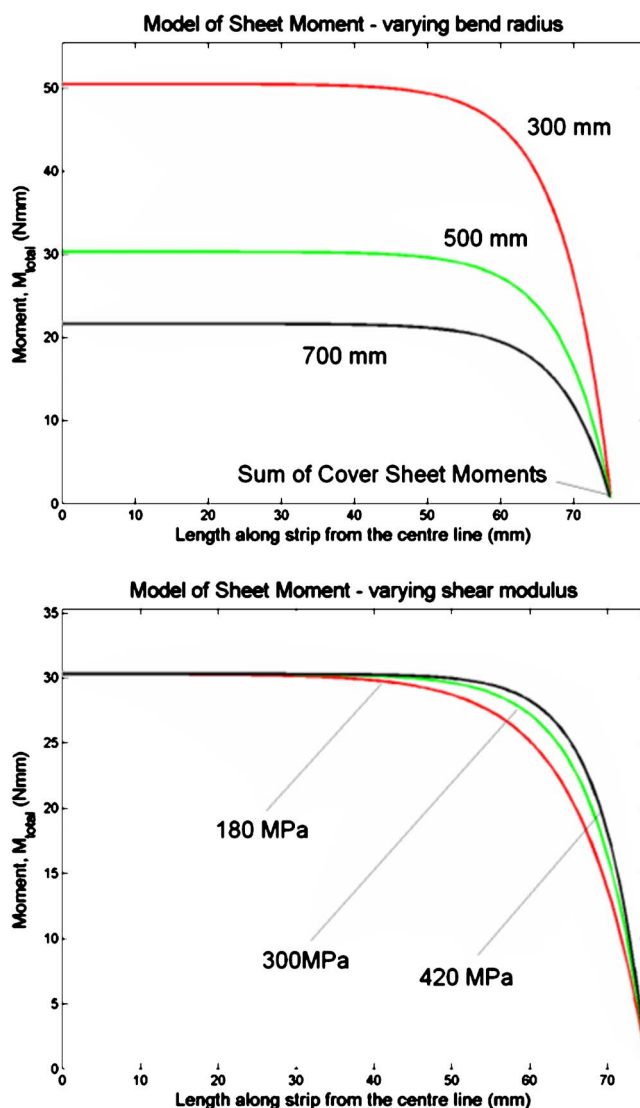 Model of Sheet Moment - varying bend radius
50
40
30
20
10
0
Moment, M_total (Nmm)
300 mm
500 mm
700 mm
Sum of Cover Sheet Moments
0 10 20 30 40 50 60 70
Length along strip from the centre line (mm)
Model of Sheet Moment - varying shear modulus
35
30
25
20
15
10
5
0
Moment, M_total (Nmm)
180 MPa
300MPa
420 MPa
0 10 20 30 40 50 60 70
Length along strip from the centre line (mm)